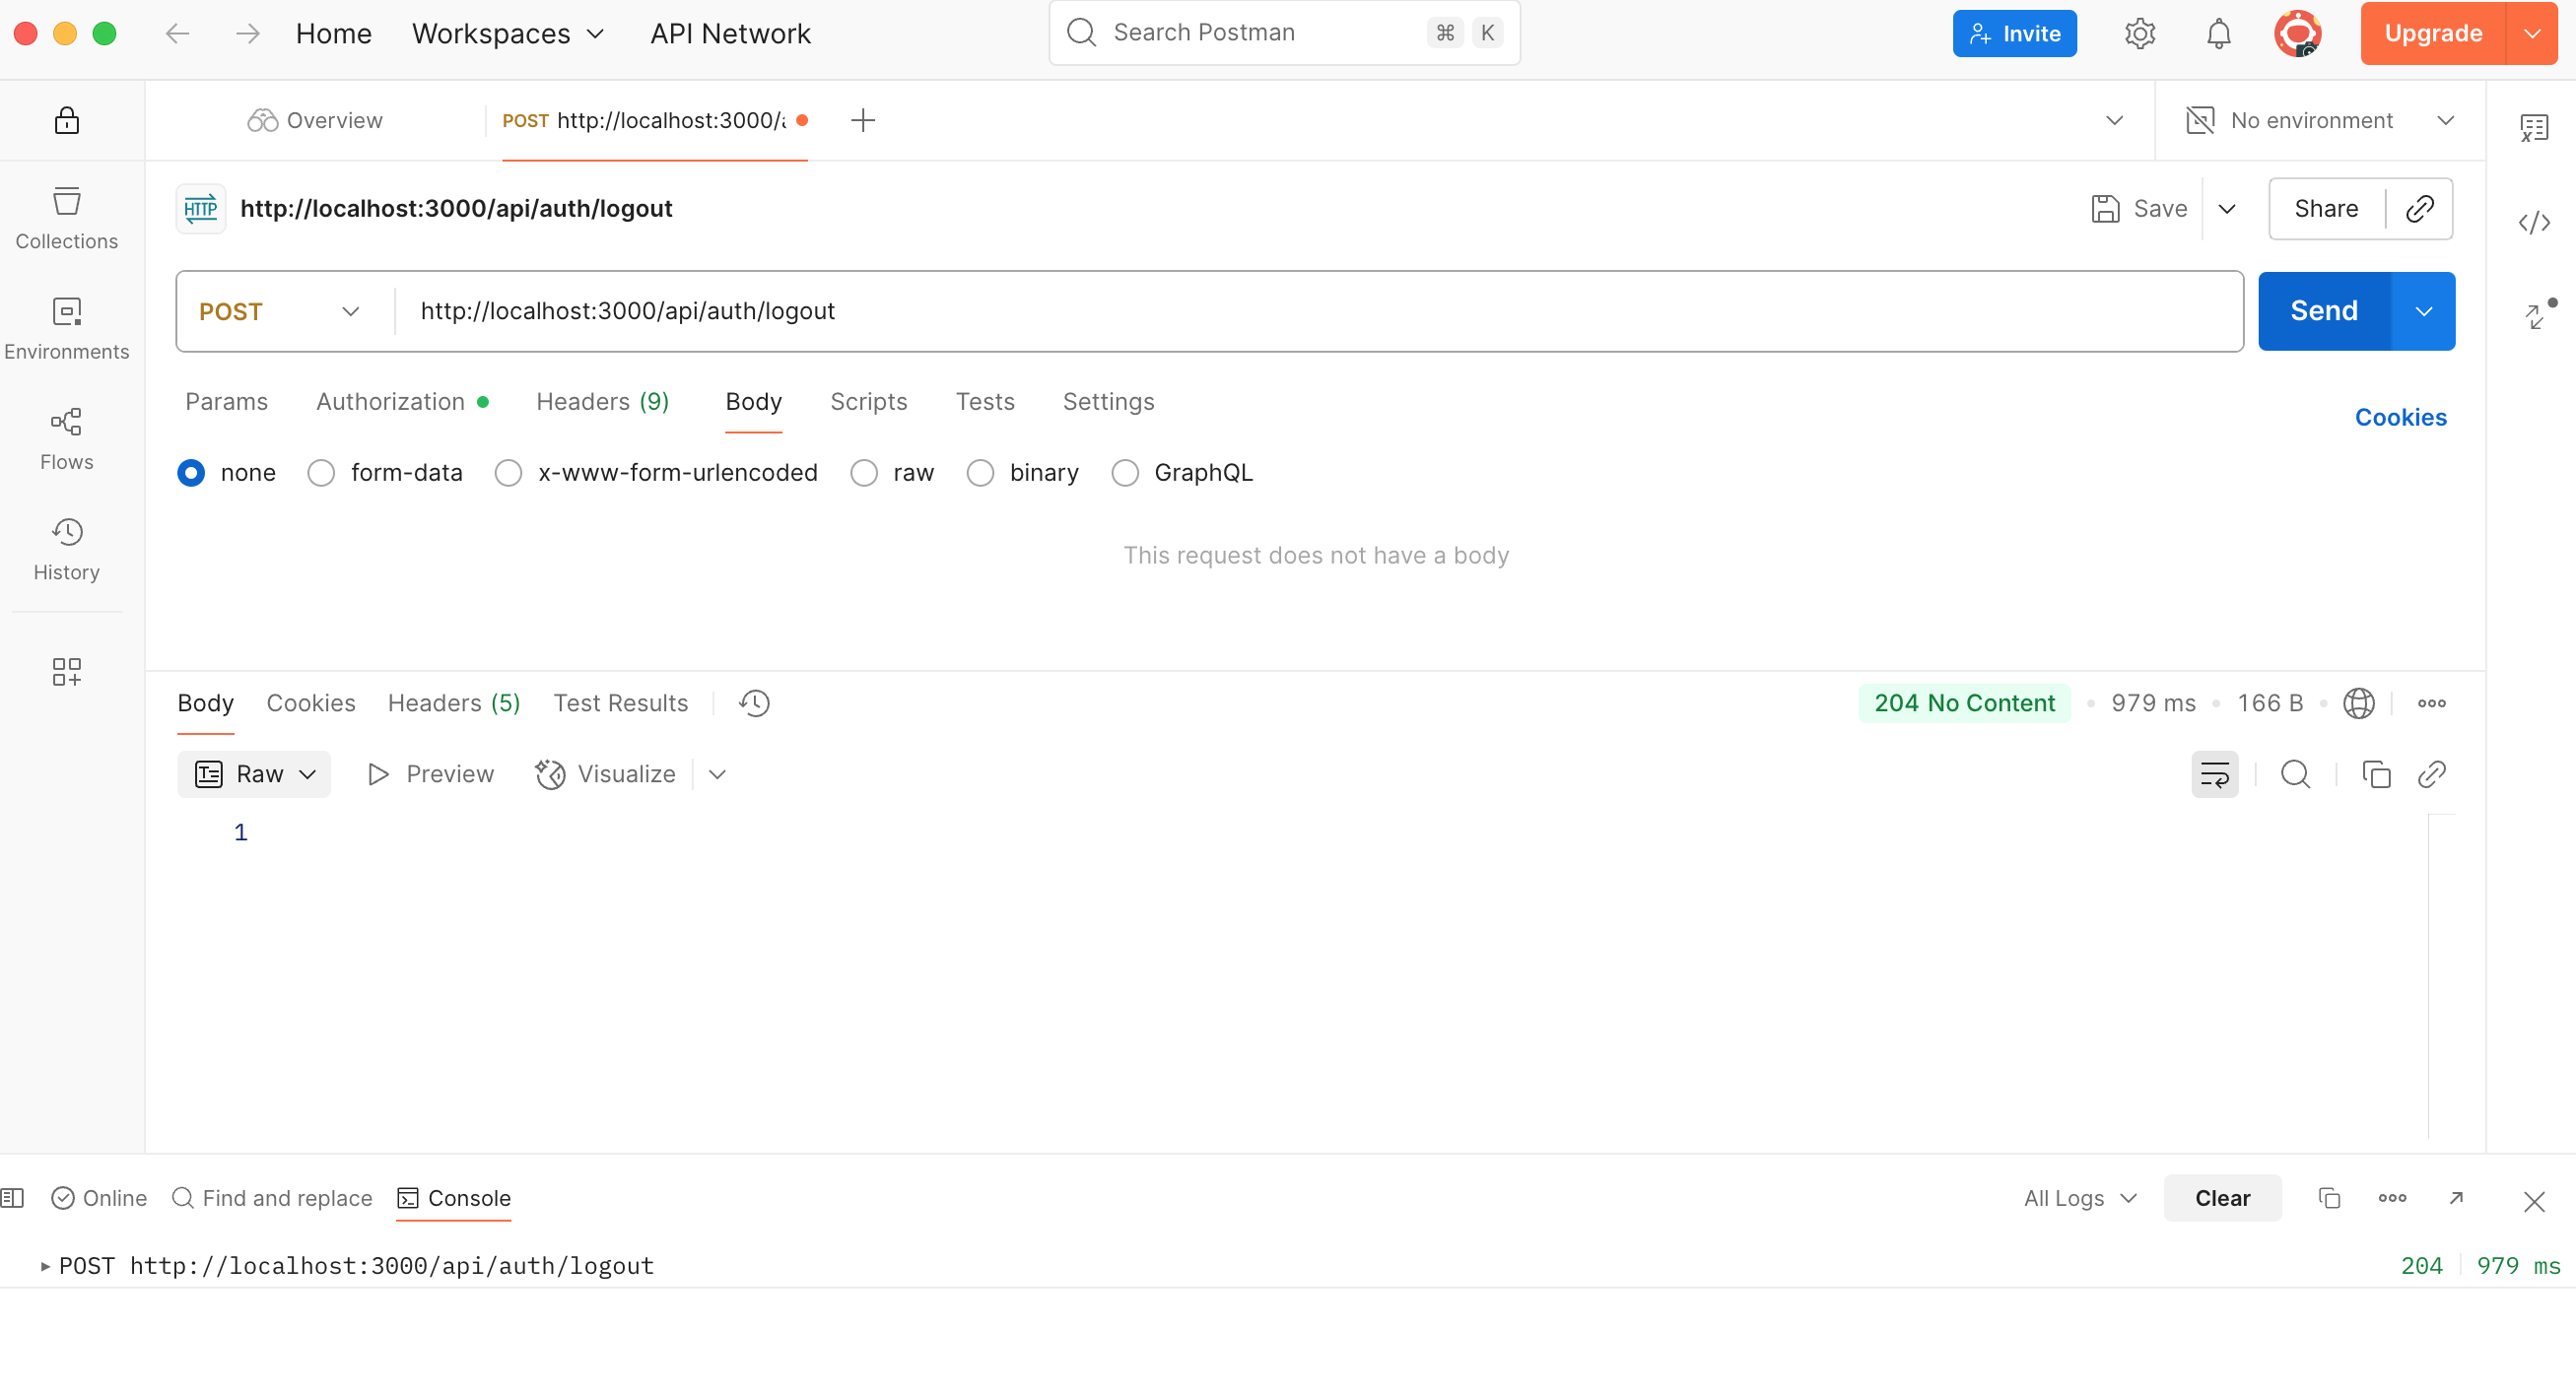 Home Workspaces API Network Search Postman ⌘ K Invite Upgrade
Overview POST http://localhost:3000/a No environment
HTTP http://localhost:3000/api/auth/logout Save Share
Collections
POST http://localhost:3000/api/auth/logout Send
Environments
Params Authorization Headers (9) Body Scripts Tests Settings Cookies
Flows
none form-data x-www-form-urlencoded raw binary GraphQL
This request does not have a body
History
Body Cookies Headers (5) Test Results 204 No Content • 979 ms • 166 B •
Raw Preview Visualize
1
Online Find and replace Console All Logs Clear
POST http://localhost:3000/api/auth/logout 204 979 ms